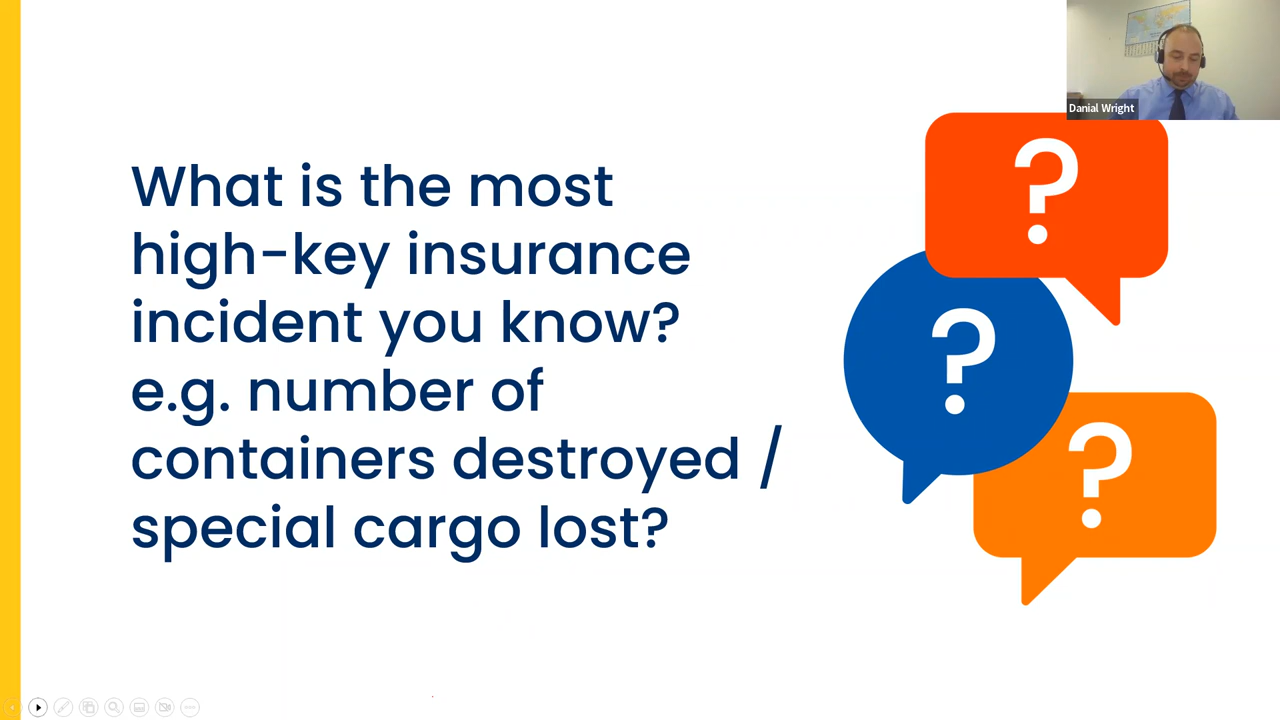 Danial Wright
What is the most
high-key insurance
incident you know?
e.g. number of
containers destroyed /
special cargo lost?
?
?
?